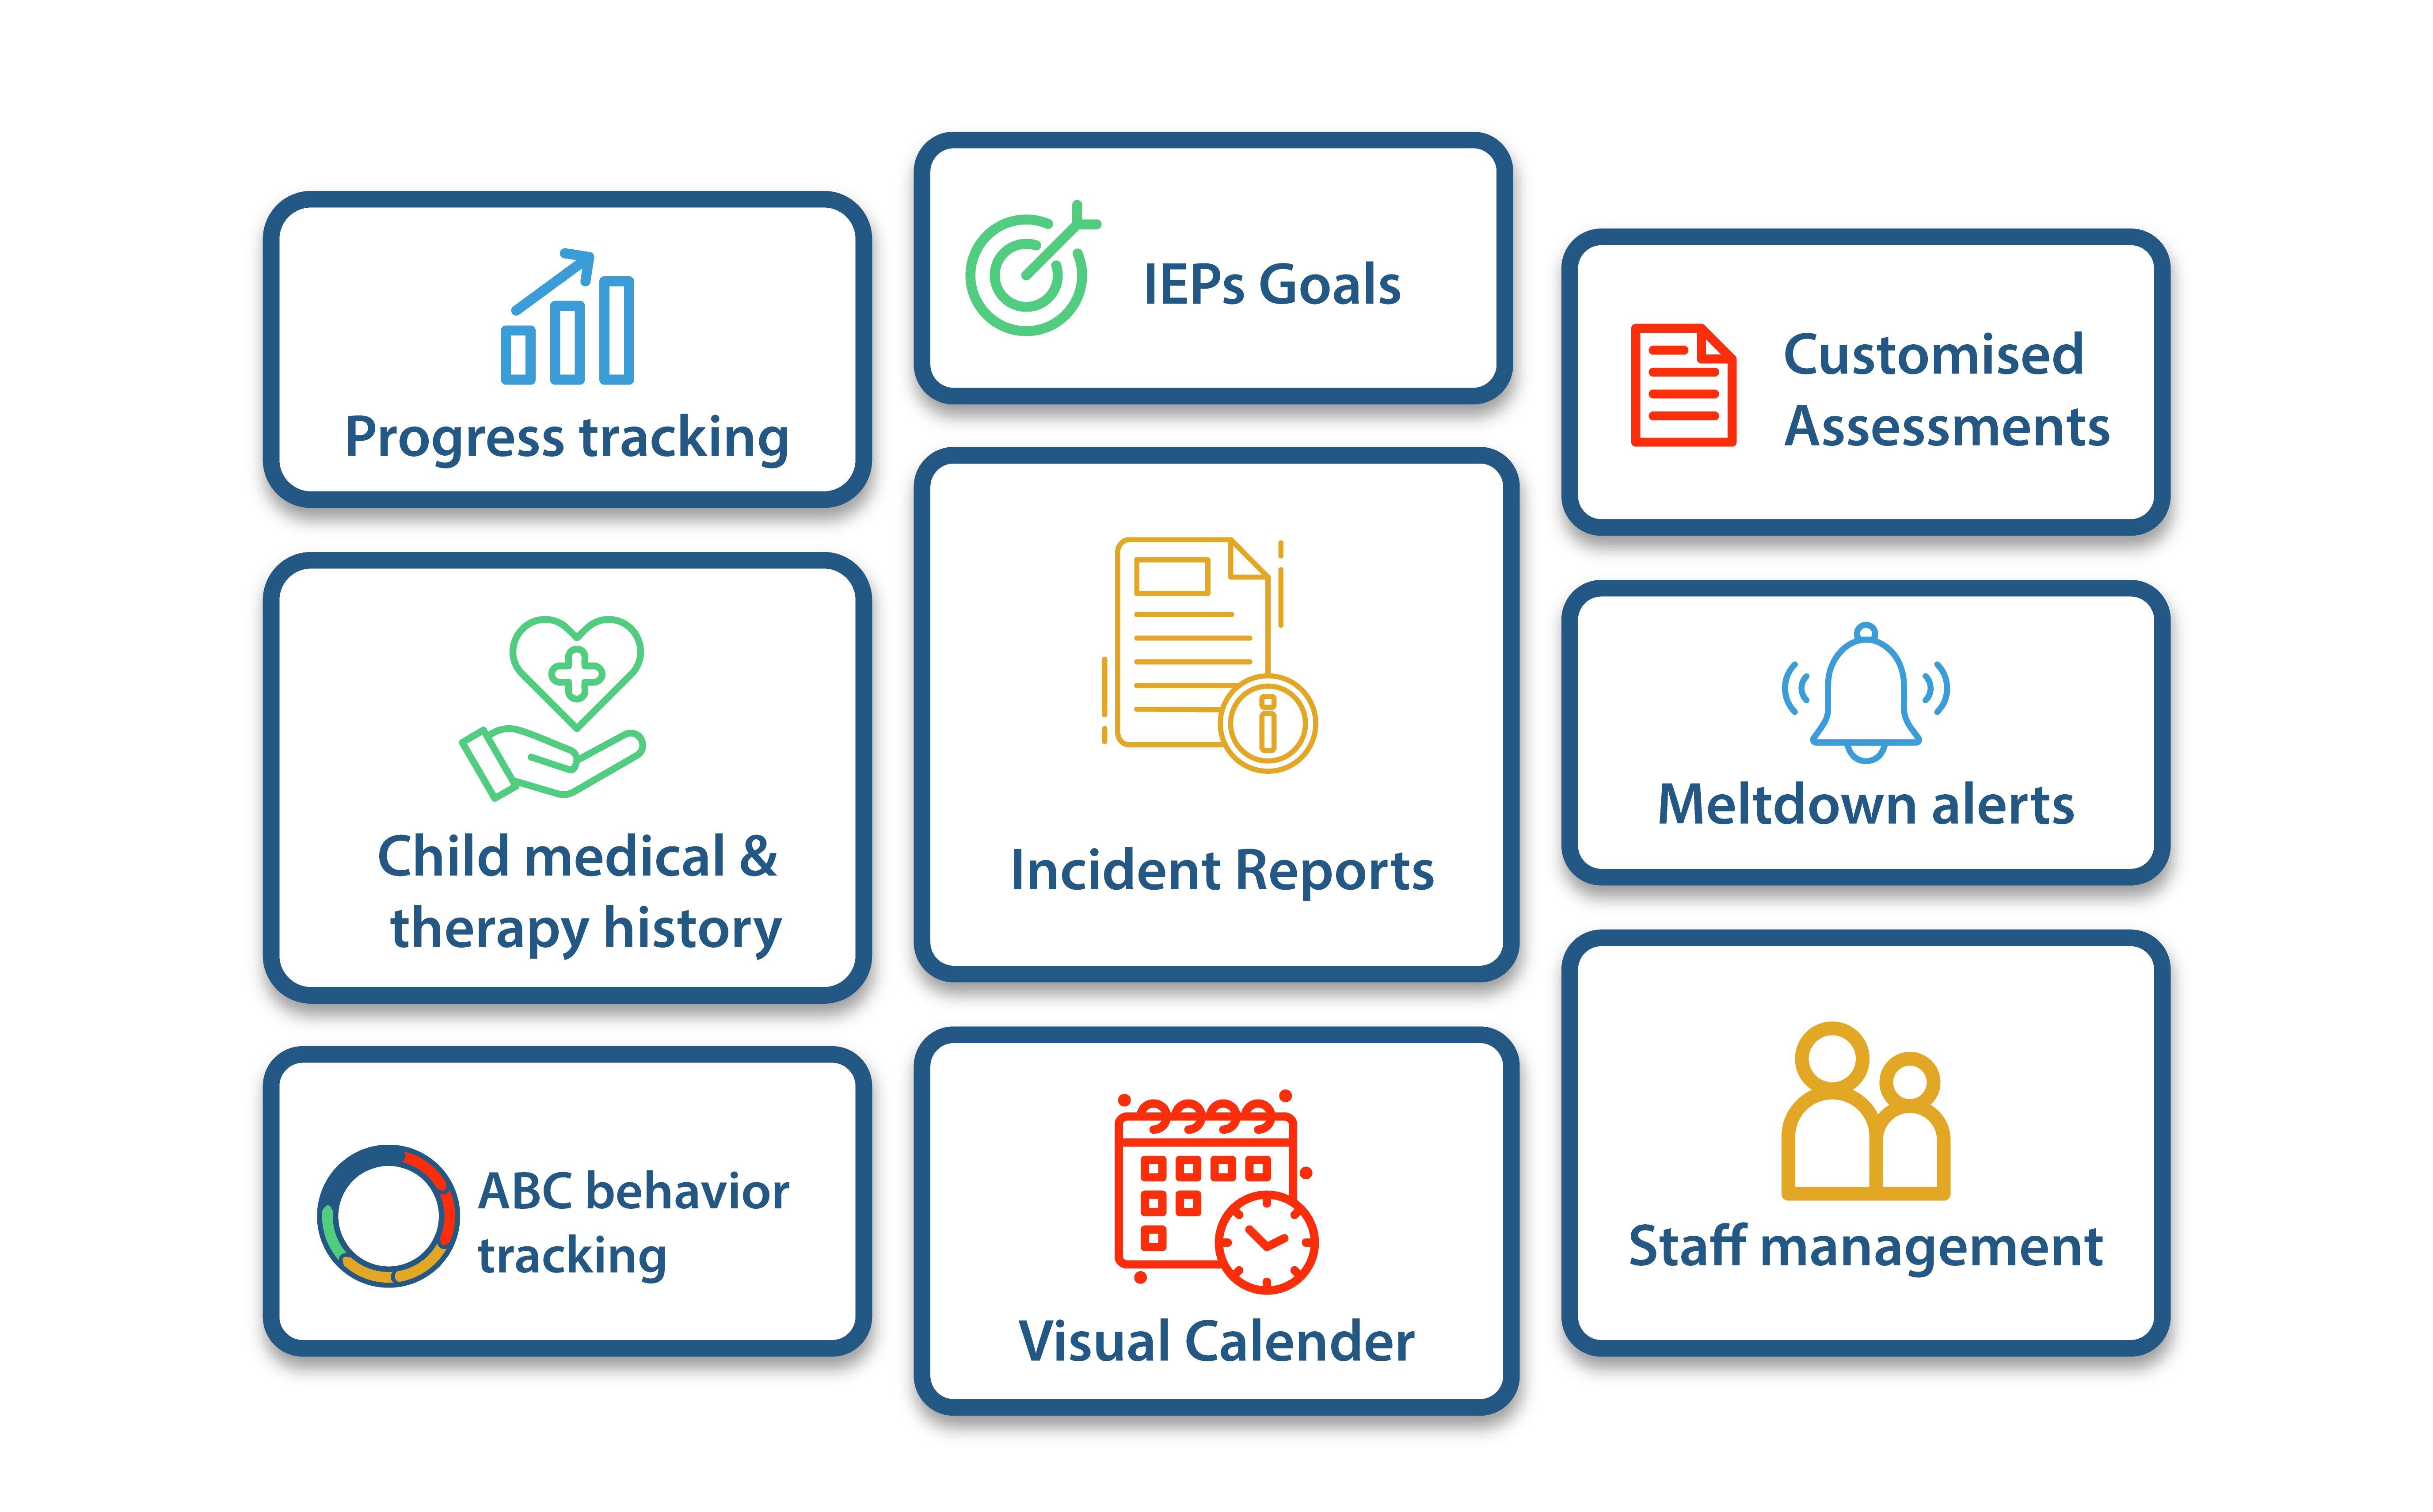 Progress tracking
IEPs Goals
Customised
Assessments
Child medical &
therapy history
Incident Reports
Meltdown alerts
ABC behavior
tracking
Visual Calender
Staff management